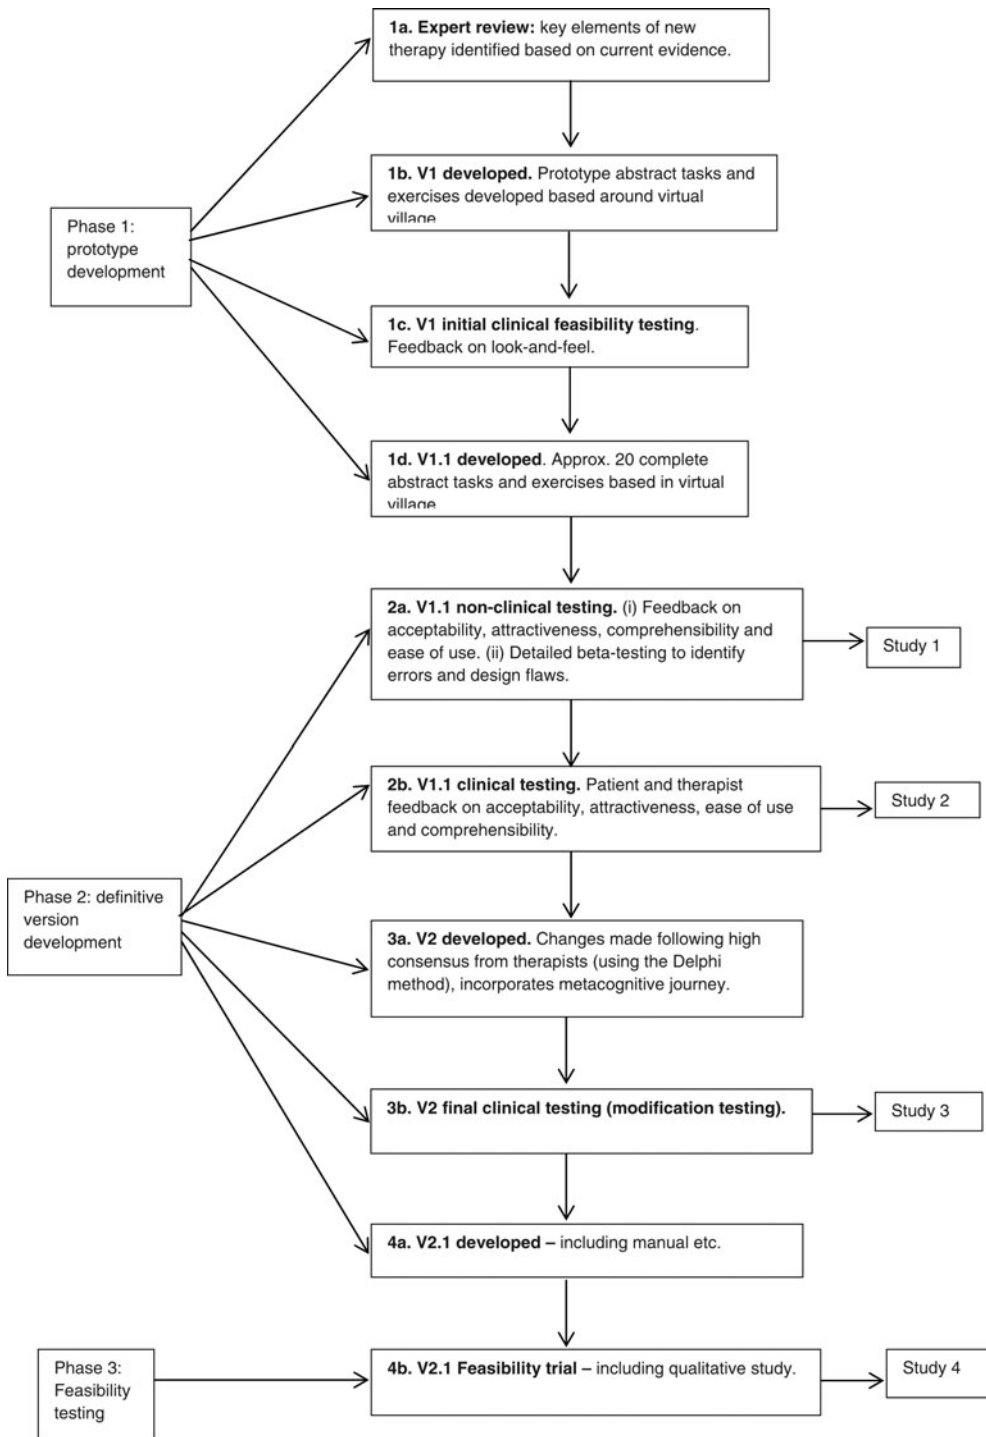 1a. Expert review: key elements of new
therapy identified based on current evidence.
1b. V1 developed. Prototype abstract tasks and
exercises developed based around virtual
village
Phase 1:
prototype
development
1c. V1 initial clinical feasibility testing.
Feedback on look-and-feel.
1d. V1.1 developed. Approx. 20 complete
abstract tasks and exercises based in virtual
village
2a. V1.1 non-clinical testing. (i) Feedback on
acceptability, attractiveness, comprehensibility and
ease of use. (ii) Detailed beta-testing to identify
errors and design flaws.
Study 1
2b. V1.1 clinical testing. Patient and therapist
feedback on acceptability, attractiveness, ease of use
and comprehensibility.
Study 2
Phase 2: definitive
version
development
3a. V2 developed. Changes made following high
consensus from therapists (using the Delphi
method), incorporates metacognitive journey.
3b. V2 final clinical testing (modification testing).
Study 3
4a. V2.1 developed – including manual etc.
Phase 3:
Feasibility
testing
4b. V2.1 Feasibility trial – including qualitative study.
Study 4